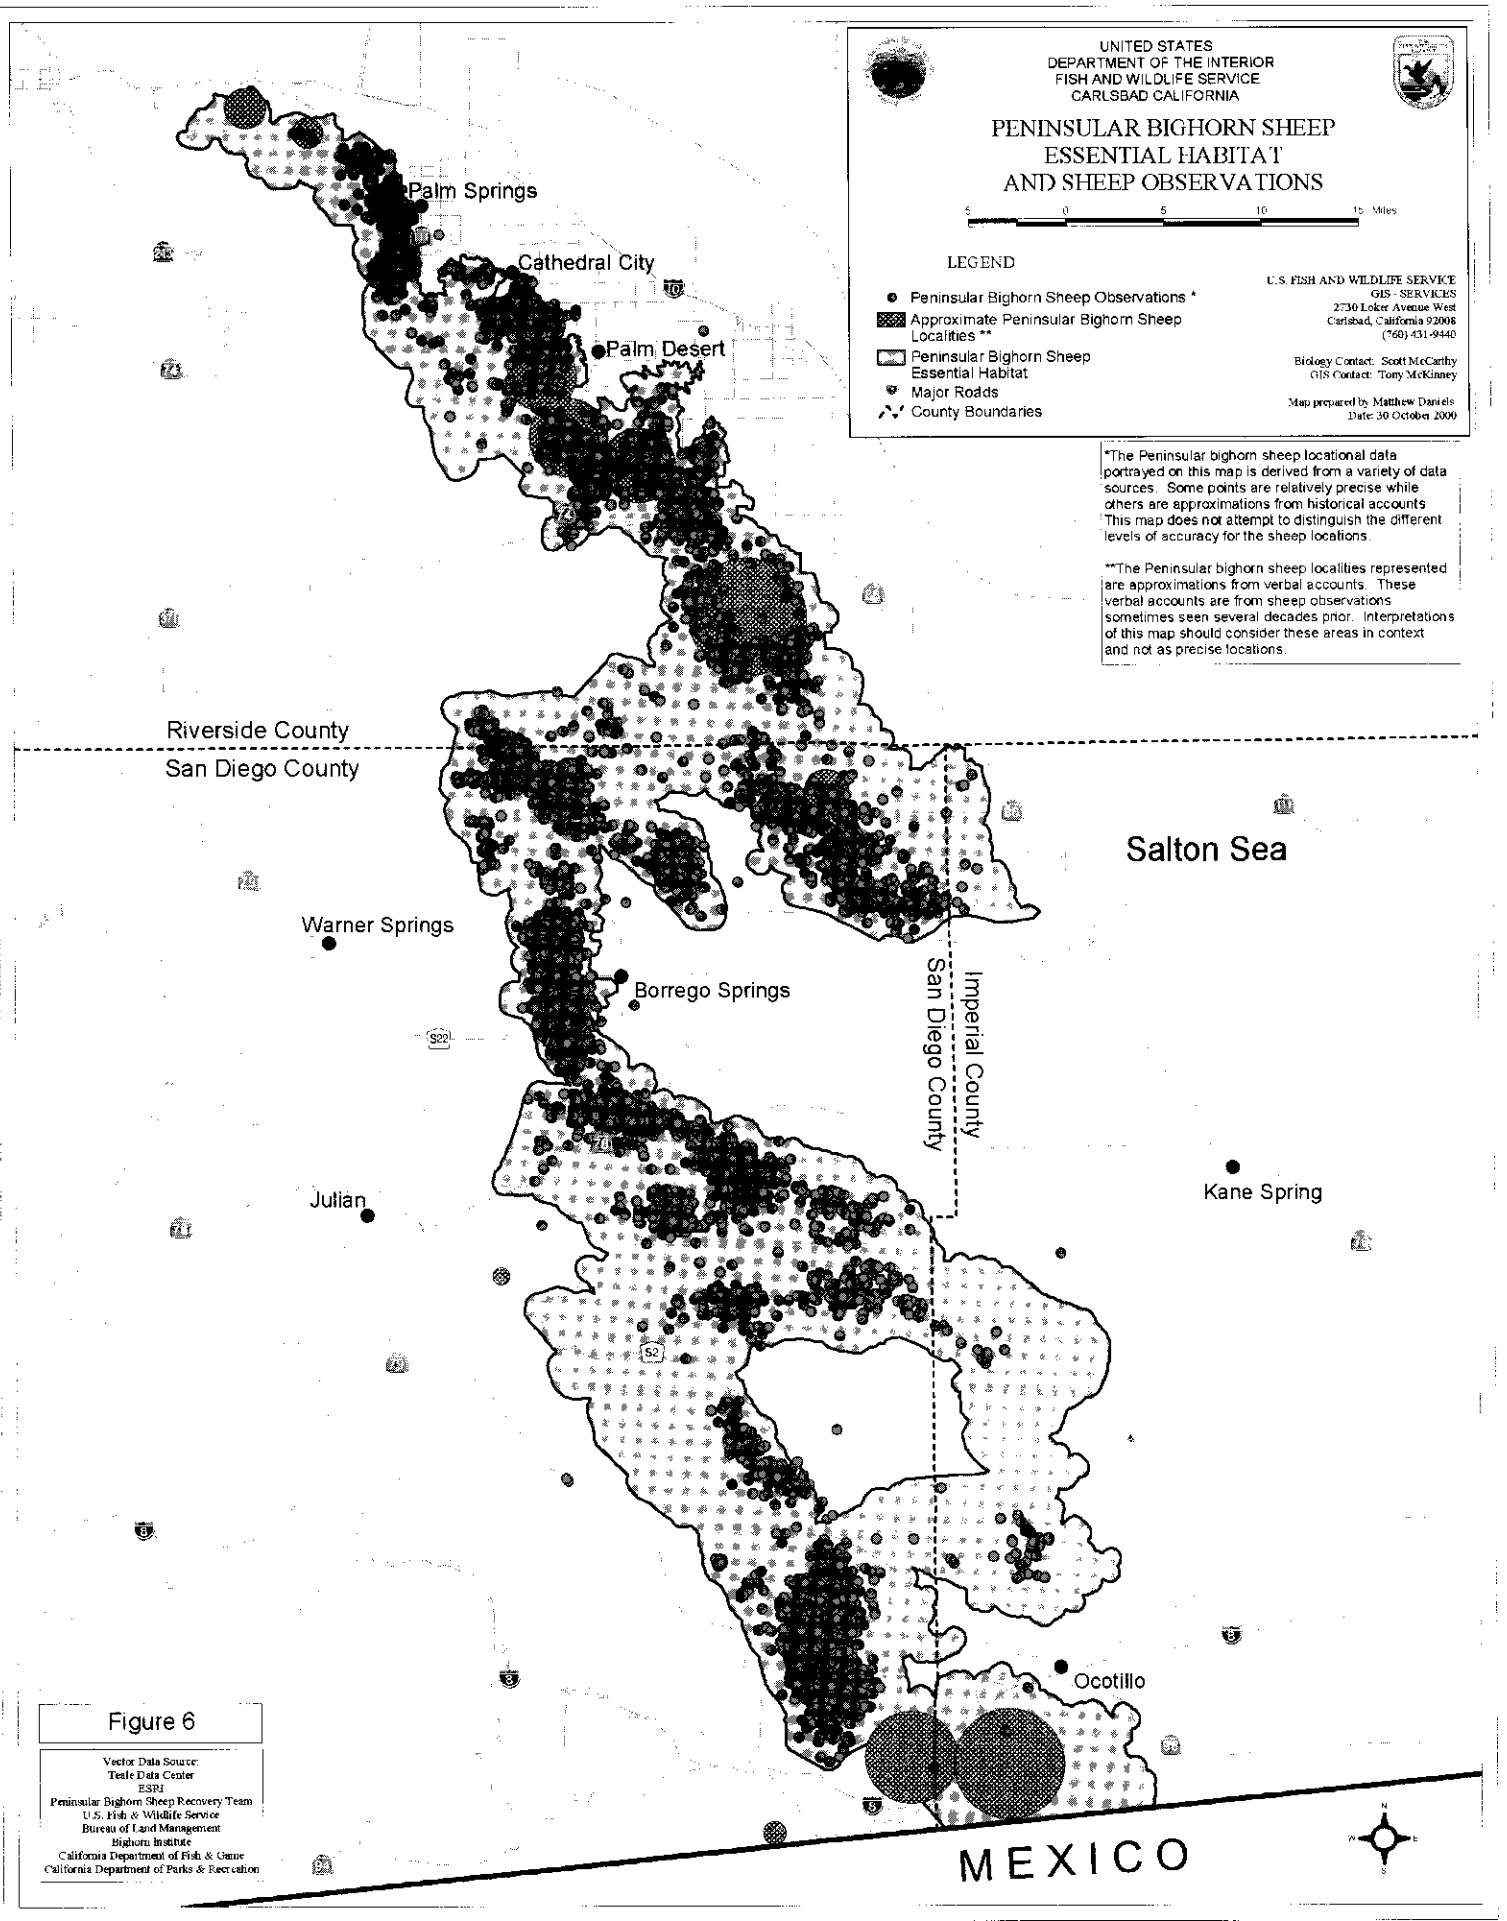 UNITED STATES
DEPARTMENT OF THE INTERIOR
FISH AND WILDLIFE SERVICE
CARLSBAD CALIFORNIA
PENINSULAR BIGHORN SHEEP
ESSENTIAL HABITAT
AND SHEEP OBSERVATIONS
5 0 5 10 15 Miles
LEGEND
Peninsular Bighorn Sheep Observations *
Approximate Peninsular Bighorn Sheep
Localities **
Peninsular Bighorn Sheep
Essential Habitat
Major Roads
County Boundaries
U.S. FISH AND WILDLIFE SERVICE
GIS - SERVICES
2730 Loker Avenue West
Carlsbad, California 92008
(760) 431-9440
Biology Contact: Scott McCarthy
GIS Contact: Tony McKinney
Map prepared by Matthew Daniels
Date: 30 October 2000
*The Peninsular bighorn sheep locational data
portrayed on this map is derived from a variety of data
sources. Some points are relatively precise while
others are approximations from historical accounts
This map does not attempt to distinguish the different
levels of accuracy for the sheep locations.
**The Peninsular bighorn sheep localities represented
are approximations from verbal accounts. These
verbal accounts are from sheep observations
sometimes seen several decades prior. Interpretations
of this map should consider these areas in context
and not as precise locations.
Palm Springs
Cathedral City
10
Palm Desert
Riverside County
San Diego County
Salton Sea
Warner Springs
Borrego Springs
S22
San Diego County
Imperial County
Julian
Kane Spring
S2
8
8
8
Ocotillo
8
MEXICO
N
W E
S
Figure 6
Vector Data Source:
Teale Data Center
ESRI
Peninsular Bighorn Sheep Recovery Team
U.S. Fish & Wildlife Service
Bureau of Land Management
Bighorn Institute
California Department of Fish & Game
California Department of Parks & Recreation